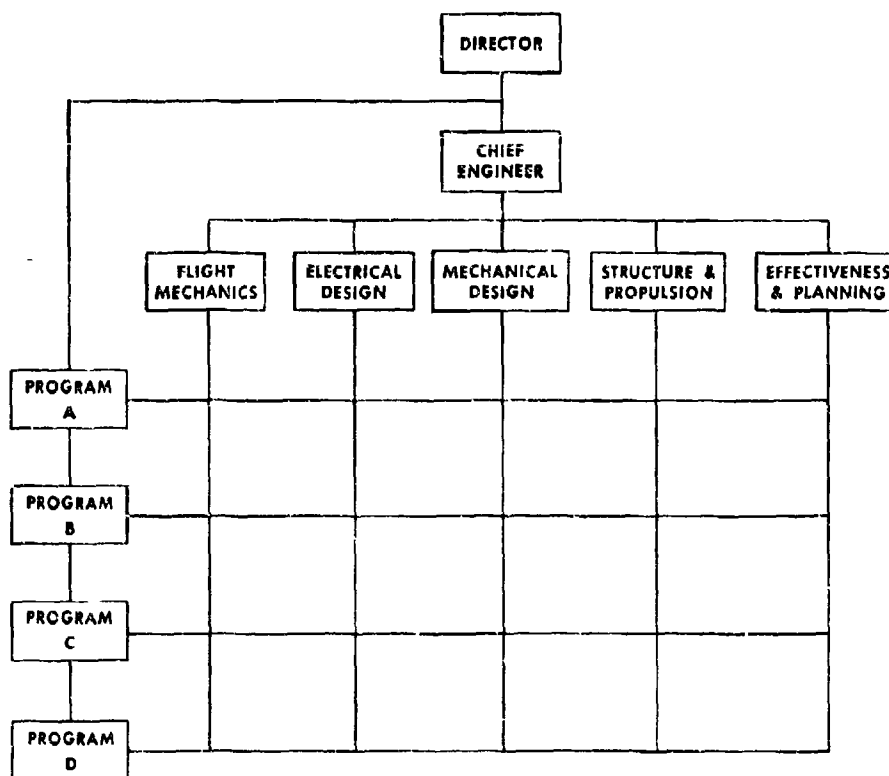 DIRECTOR
CHIEF
ENGINEER
FLIGHT
MECHANICS
ELECTRICAL
DESIGN
MECHANICAL
DESIGN
STRUCTURE &
PROPULSION
EFFECTIVENESS
& PLANNING
PROGRAM
A
PROGRAM
B
PROGRAM
C
PROGRAM
D